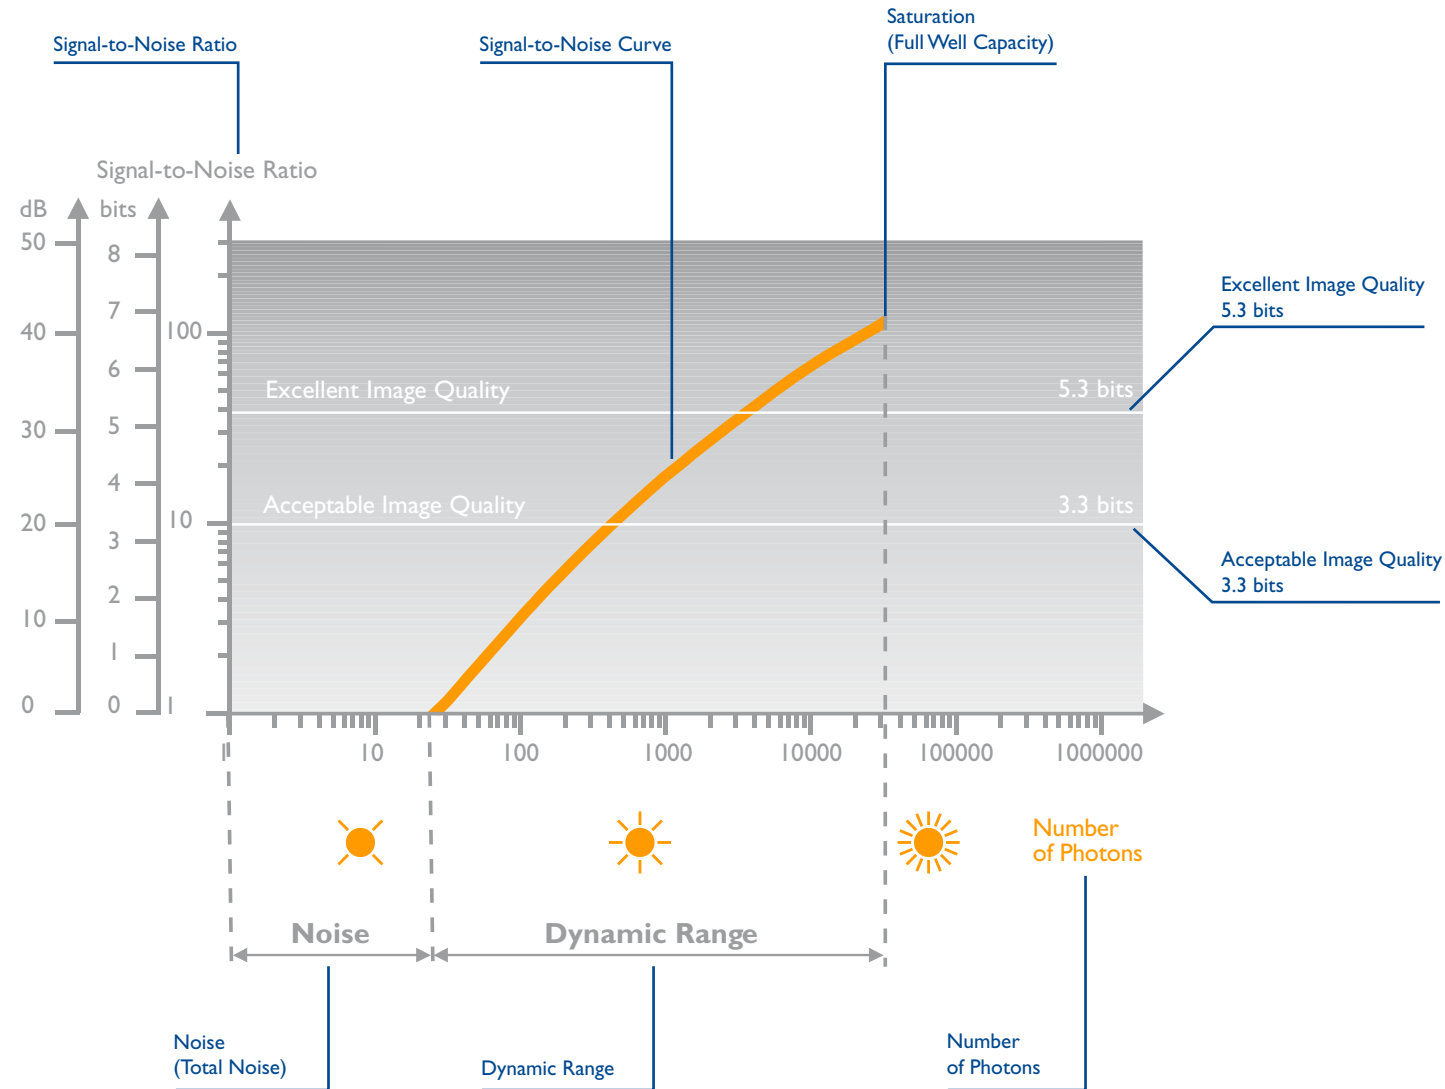 Saturation
(Full Well Capacity)
Signal-to-Noise Ratio
Signal-to-Noise Curve
Signal-to-Noise Ratio
dB
bits
50
40
30
20
10
0
8
7
6
5
4
3
2
1
0
100
10
1
Excellent Image Quality
5.3 bits
Acceptable Image Quality
3.3 bits
Excellent Image Quality
5.3 bits
Acceptable Image Quality
3.3 bits
1
10
100
1000
10000
100000
1000000
Number
of Photons
Noise
Dynamic Range
Noise
(Total Noise)
Dynamic Range
Number
of Photons